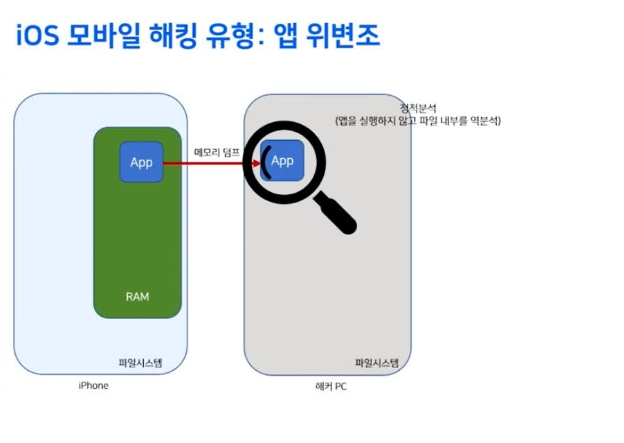 iOS 모바일 해킹 유형: 앱 위변조
정적분석
(앱을 실행하지 않고 파일 내부를 역분석)
App
메모리 덤프
App
RAM
파일시스템
파일시스템
iPhone
해커 PC